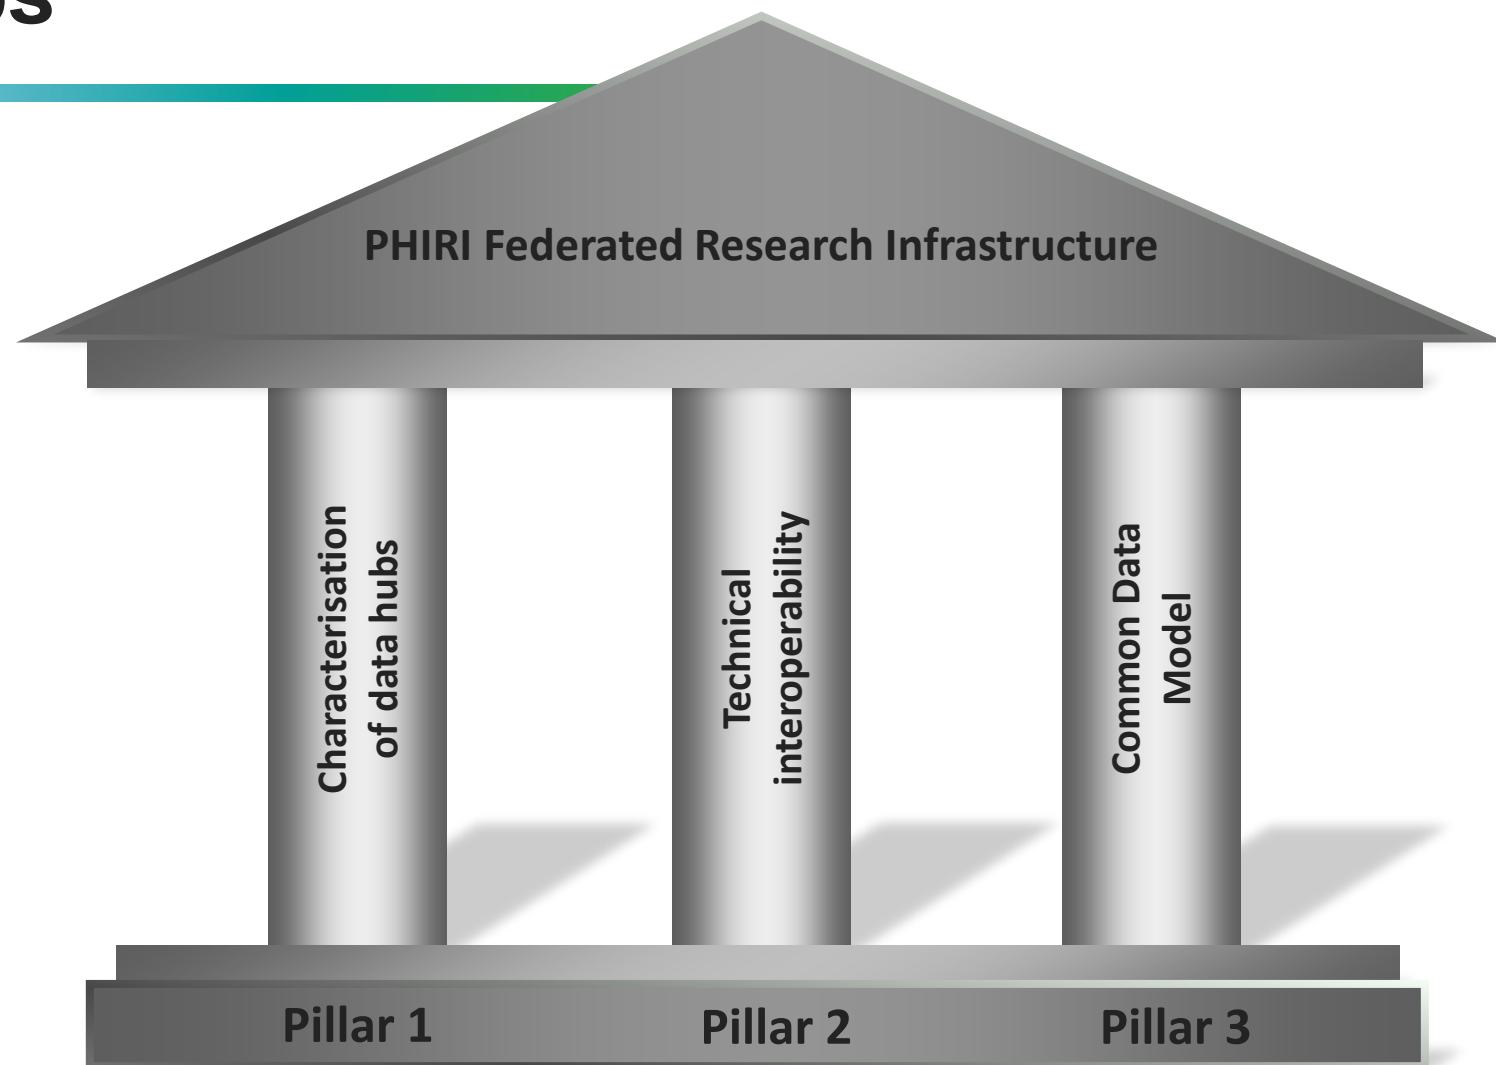 PHIRI Federated Research Infrastructure
Characterisation
of data hubs
Technical
interoperability
Common Data
Model
Pillar 1
Pillar 2
Pillar 3